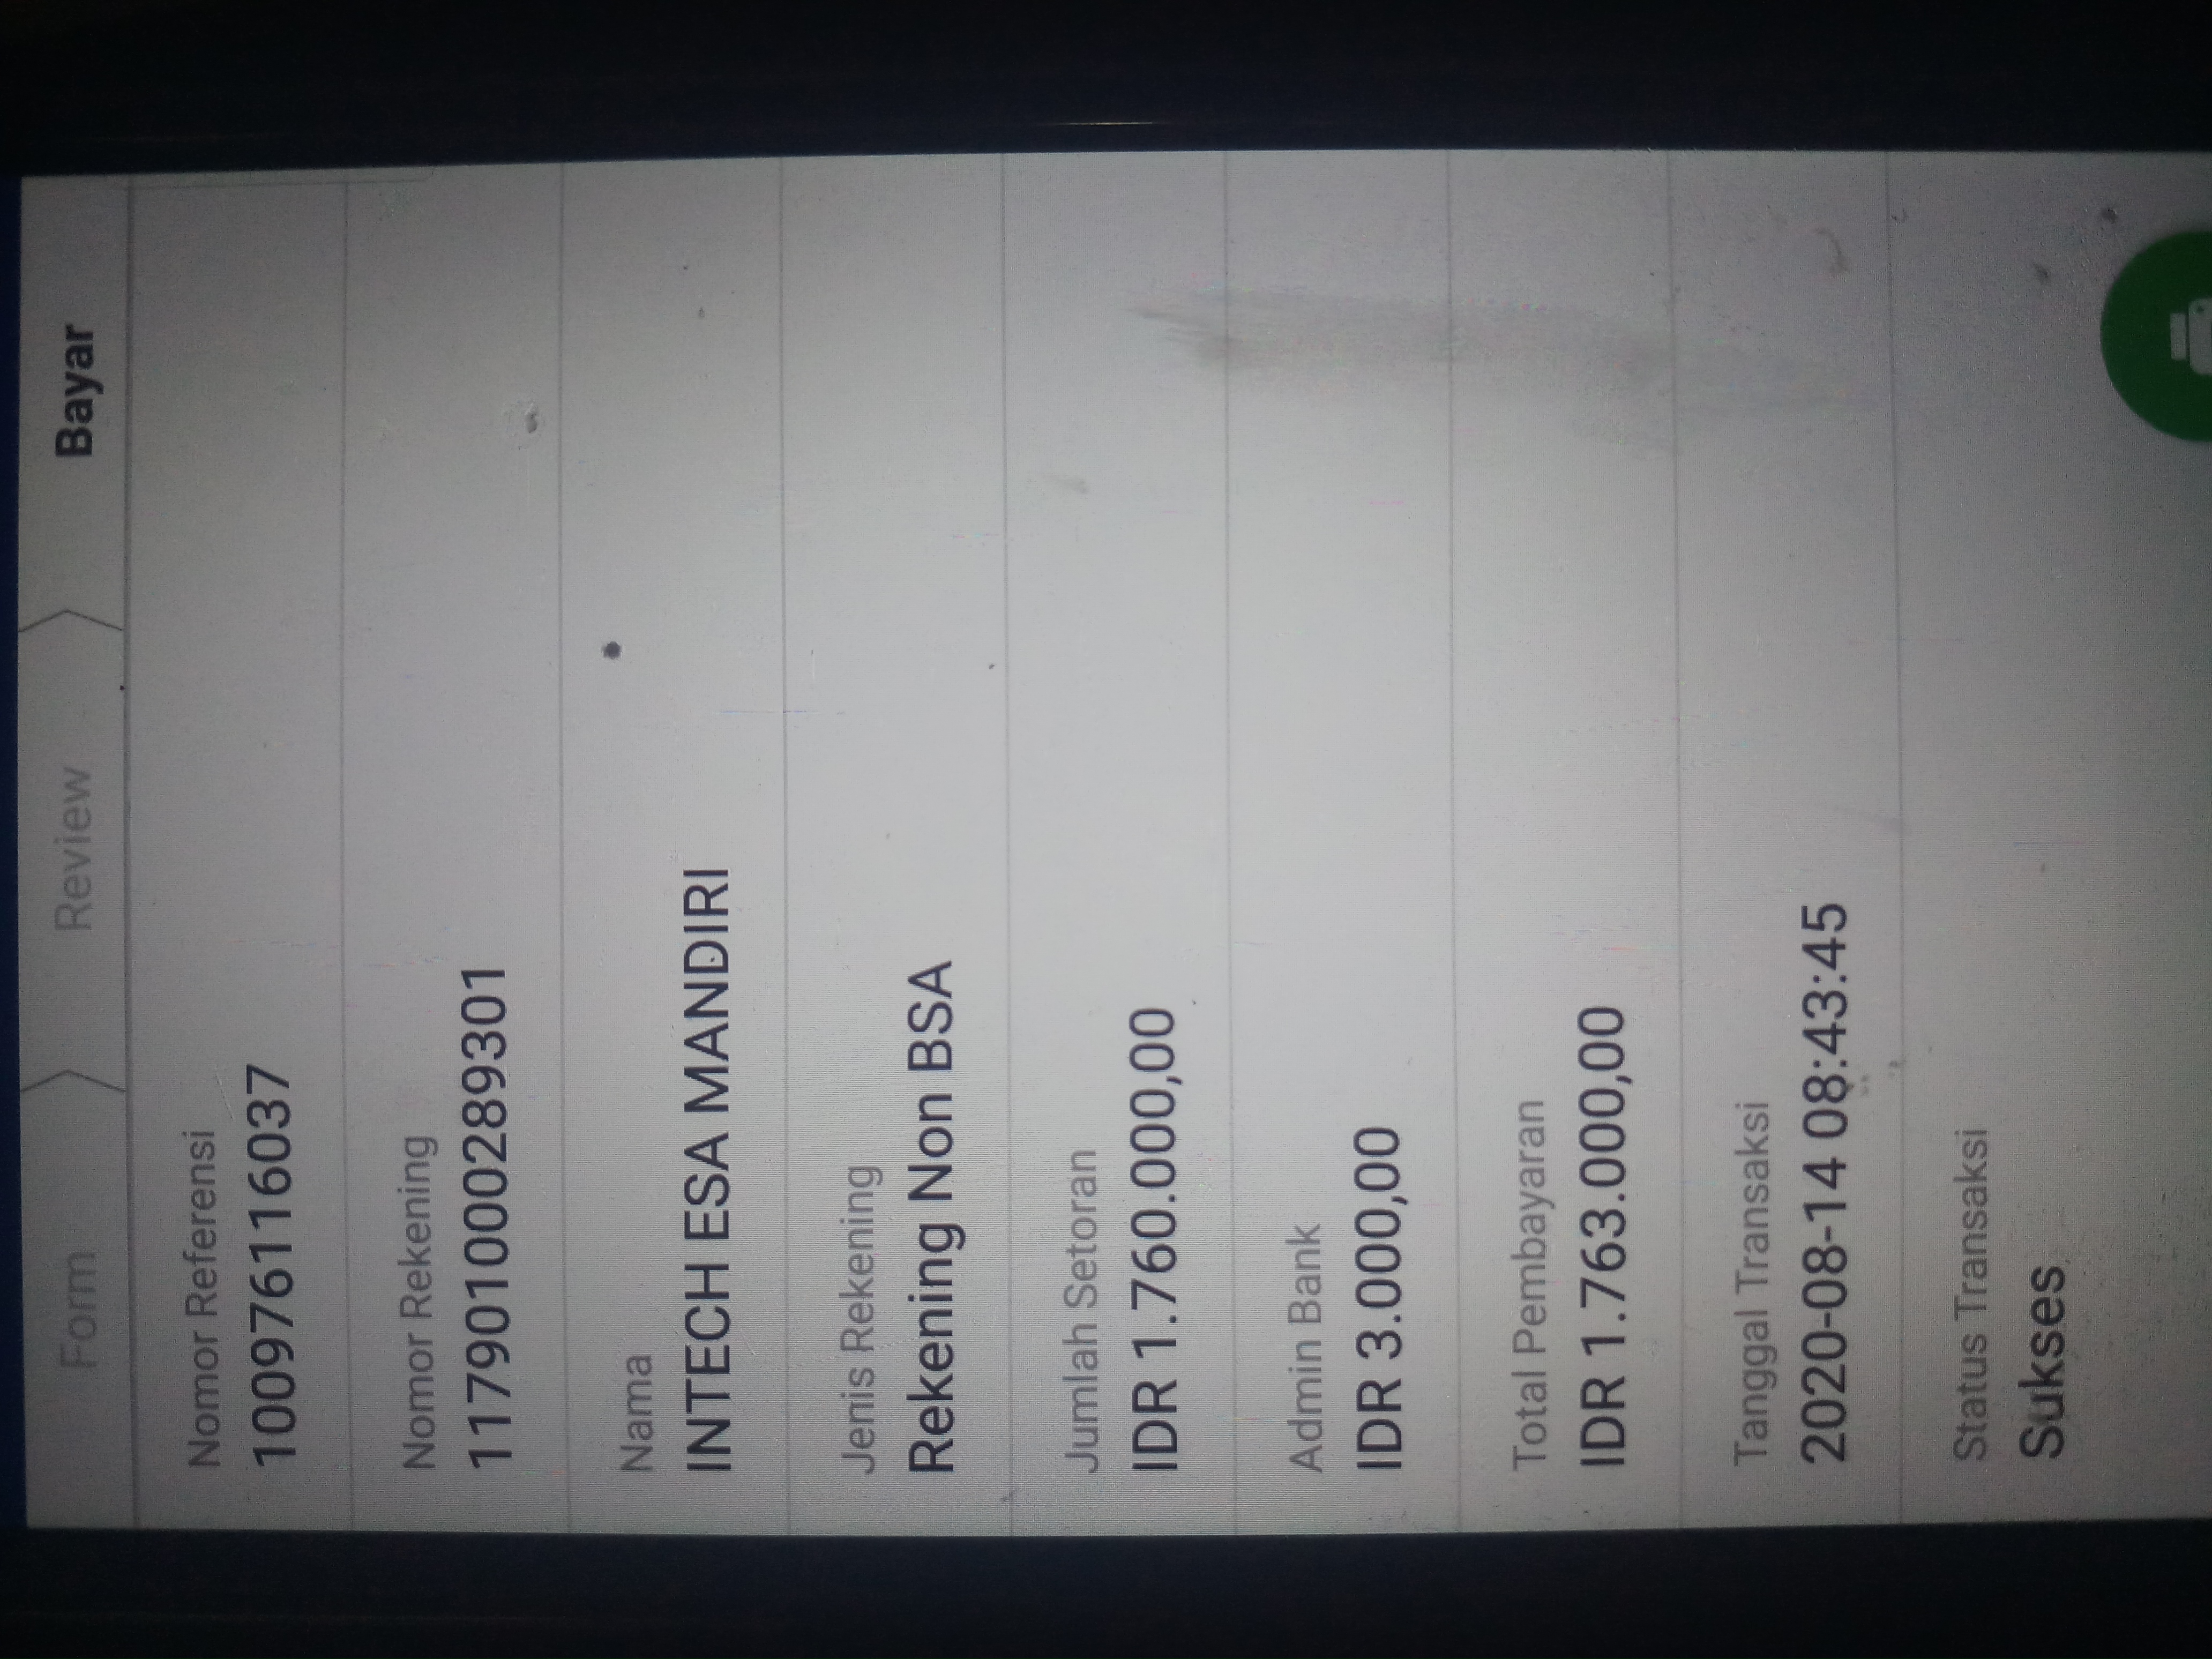 Form
Review
Bayar
Nomor Referensi
100976116037
Nomor Rekening
117901000289301
Nama
INTECH ESA MANDIRI
Jenis Rekening
Rekening Non BSA
Jumlah Setoran
IDR 1.760.000,00
Admin Bank
IDR 3.000,00
Total Pembayaran
IDR 1.763.000,00
Tanggal Transaksi
2020-08-14 08:43:45
Status Transaksi
Sukses